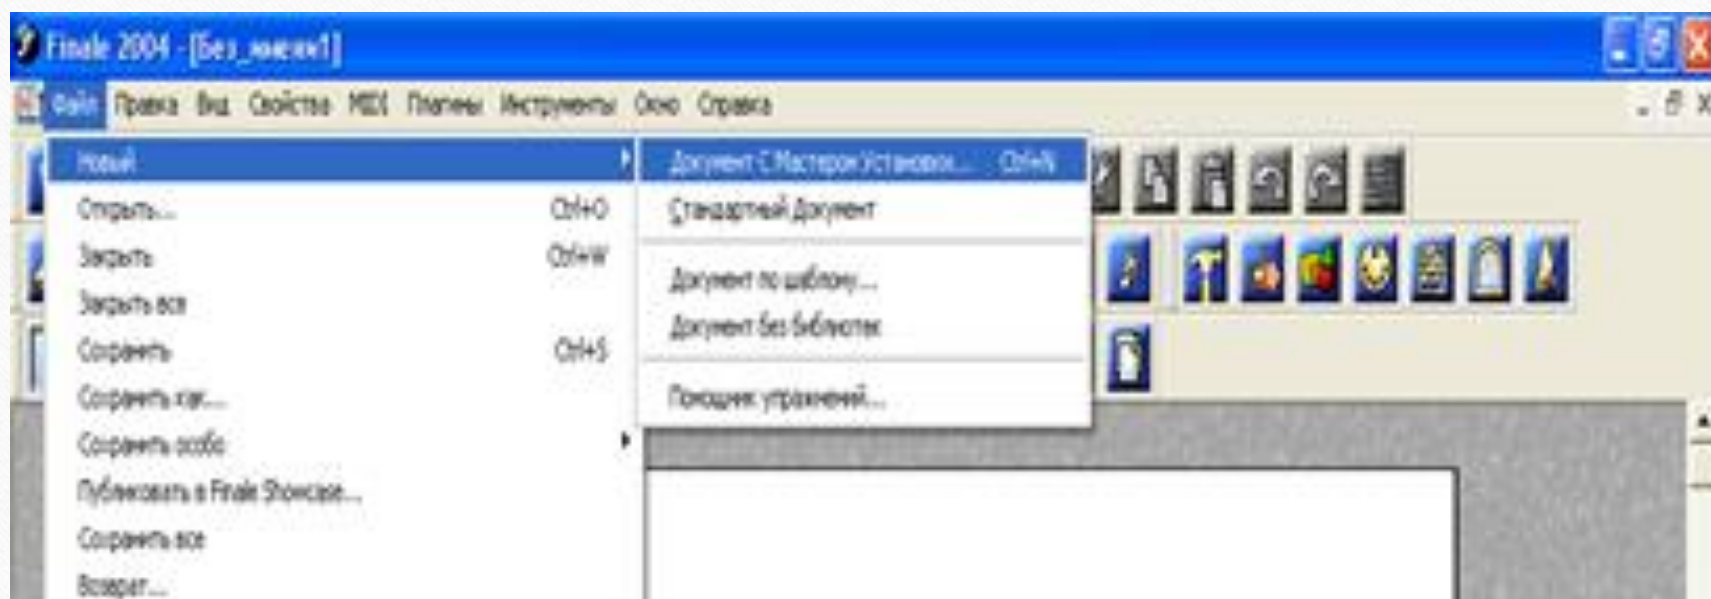 Finale 2004 - [Без_имени1]
Файл Правка Вид Свойства MIDI Плагины Инструменты Окно Справка
Новый
Открыть... Ctrl+O
Закрыть Ctrl+W
Закрыть все
Сохранить Ctrl+S
Сохранить как...
Сохранить особо
Публиковать в Finale Showcase...
Сохранить все
Возврат...
Документ С Мастером Установок... Ctrl+N
Стандартный Документ
Документ по шаблону...
Документ без библиотек
Помощник упражнений...